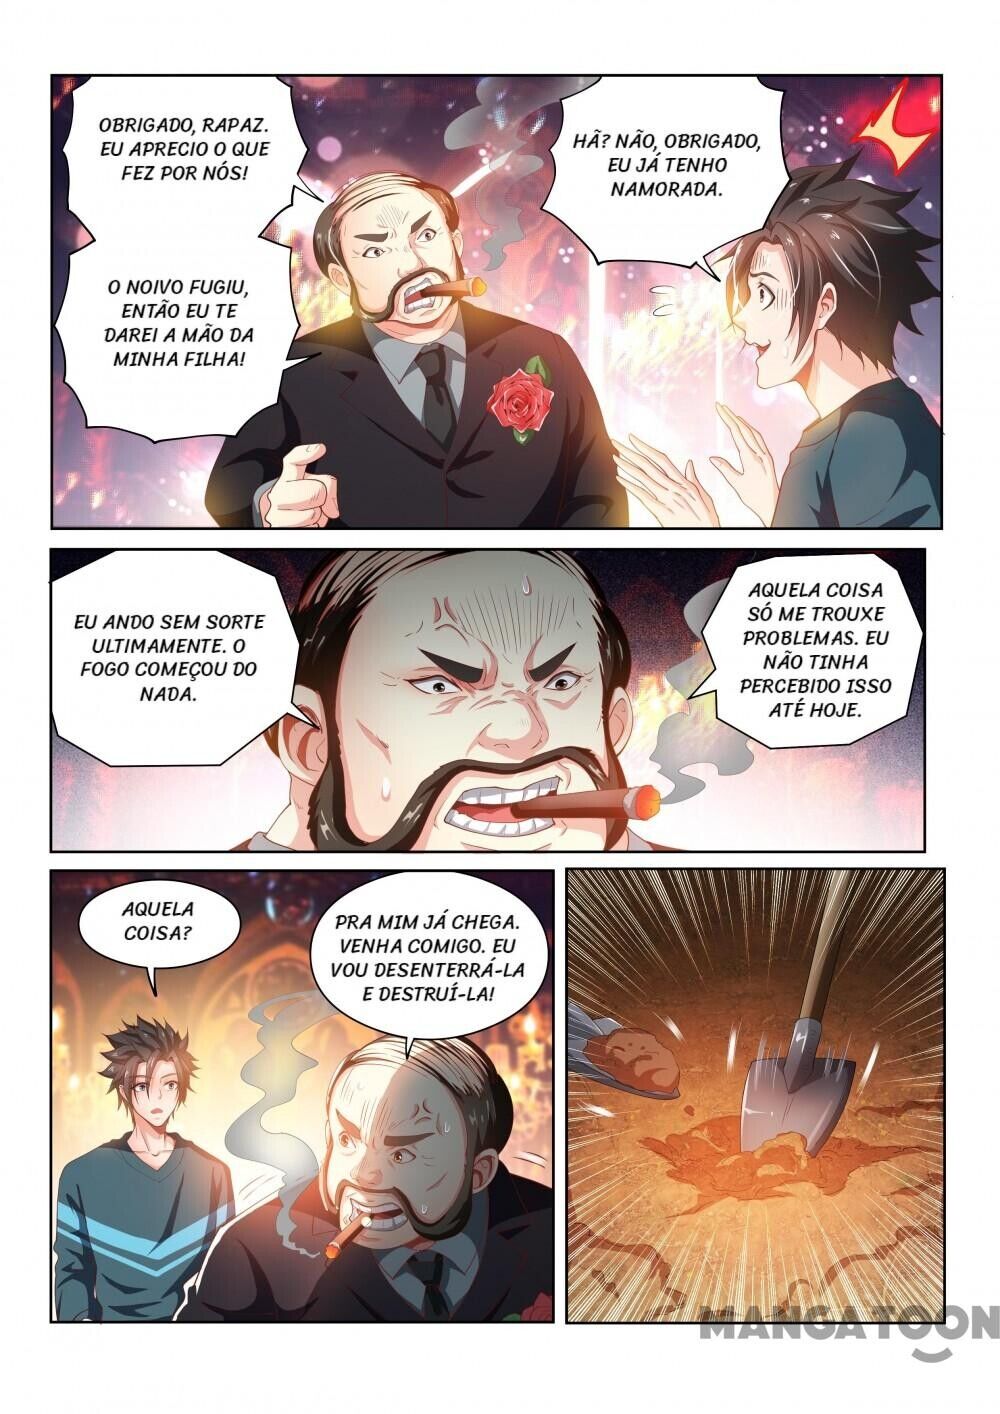 OBRIGADO, RAPAZ.
EU APRECIO O QUE
FEZ POR NÓS!
O NOIVO FUGIU,
ENTÃO EU TE
DAREI A MÃO DA
MINHA FILHA!
HÃ? NÃO, OBRIGADO,
EU JÁ TENHO
NAMORADA.
EU ANDO SEM SORTE
ULTIMAMENTE. O
FOGO COMEÇOU DO
NADA.
AQUELA COISA
SÓ ME TROUXE
PROBLEMAS. EU
NÃO TINHA
PERCEBIDO ISSO
ATÉ HOJE.
AQUELA
COISA?
PRA MIM JÁ CHEGA.
VENHA COMIGO. EU
VOU DESENTERRÁ-LA
E DESTRUÍ-LA!
MANGATOON